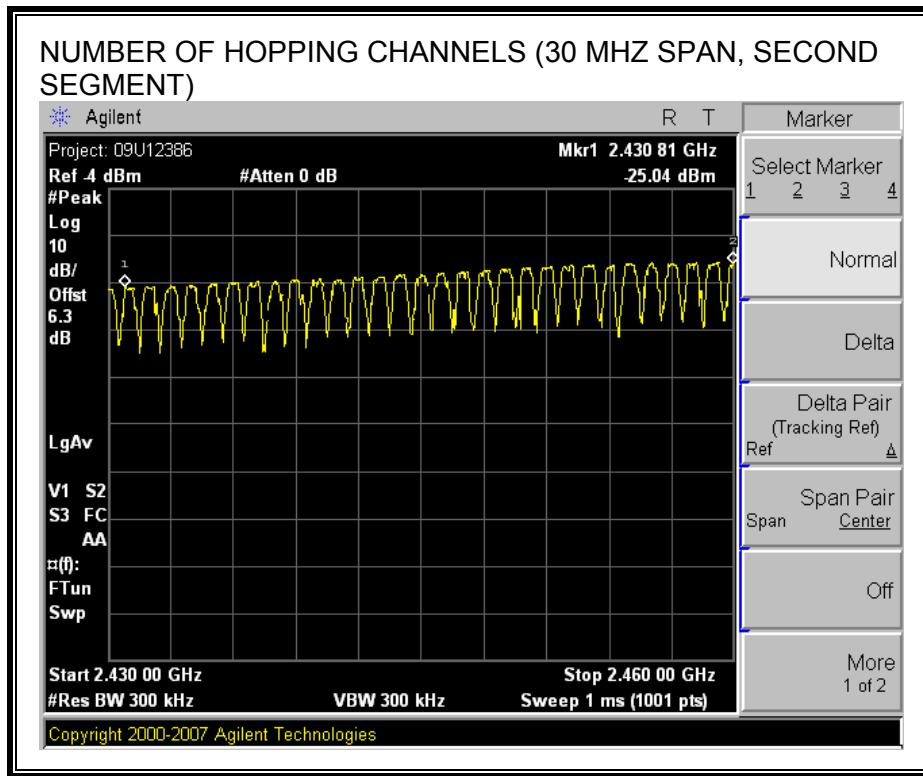 NUMBER OF HOPPING CHANNELS (30 MHZ SPAN, SECOND
SEGMENT)
Agilent R T
Project: 09U12386 Mkr1 2.430 81 GHz
Ref -4 dBm #Atten 0 dB -25.04 dBm
#Peak
Log
10
dB/
Offst
6.3
dB
1
2
LgAv
V1 S2
S3 FC
AA
¤(f):
FTun
Swp
Start 2.430 00 GHz Stop 2.460 00 GHz
#Res BW 300 kHz VBW 300 kHz Sweep 1 ms (1001 pts)
Copyright 2000-2007 Agilent Technologies
Marker
Select Marker
1 2 3 4
Normal
Delta
Delta Pair
(Tracking Ref)
Ref Δ
Span Pair
Span Center
Off
More
1 of 2